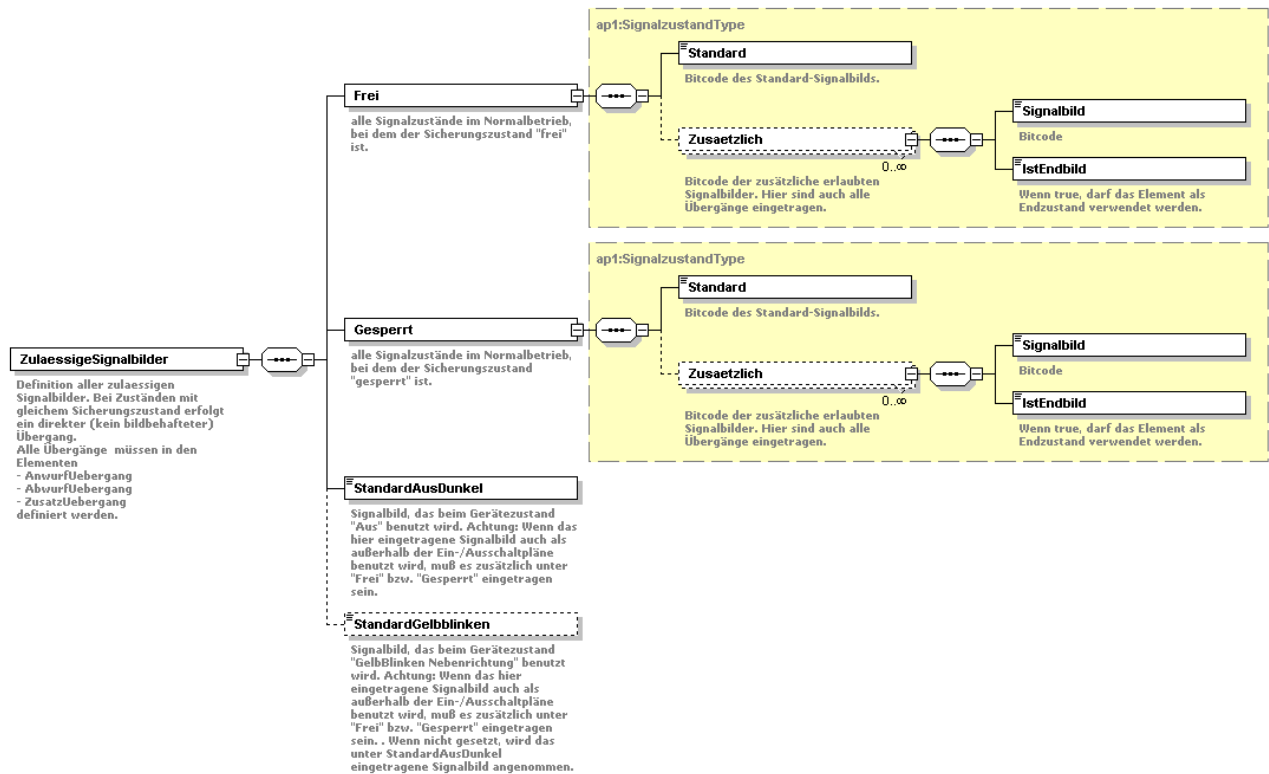 ap1:SignalzustandType
Standard
Bitcode des Standard-Signalbilds.
Frei
alle Signalzustände im Normalbetrieb,
bei dem der Sicherungszustand "frei"
ist.
Zusaetzlich
0..∞
Bitcode der zusätzliche erlaubten
Signalbilder. Hier sind auch alle
Übergänge eingetragen.
Signalbild
Bitcode
IstEndbild
Wenn true, darf das Element als
Endzustand verwendet werden.
ap1:SignalzustandType
Standard
Bitcode des Standard-Signalbilds.
Gesperrt
alle Signalzustände im Normalbetrieb,
bei dem der Sicherungszustand
"gesperrt" ist.
Zusaetzlich
0..∞
Bitcode der zusätzliche erlaubten
Signalbilder. Hier sind auch alle
Übergänge eingetragen.
Signalbild
Bitcode
IstEndbild
Wenn true, darf das Element als
Endzustand verwendet werden.
ZulaessigeSignalbilder
Definition aller zulaessigen
Signalbilder. Bei Zuständen mit
gleichem Sicherungszustand erfolgt
ein direkter (kein bildbehafteter)
Übergang.
Alle Übergänge müssen in den
Elementen
- AnwurfUebergang
- AbwurfUebergang
- ZusatzUebergang
definiert werden.
StandardAusDunkel
Signalbild, das beim Gerätezustand
"Aus" benutzt wird. Achtung: Wenn das
hier eingetragene Signalbild auch als
außerhalb der Ein-/Ausschaltpläne
benutzt wird, muß es zusätzlich unter
"Frei" bzw. "Gesperrt" eingetragen
sein.
StandardGelbblinken
Signalbild, das beim Gerätezustand
"GelbBlinken Nebenrichtung" benutzt
wird. Achtung: Wenn das hier
eingetragene Signalbild auch als
außerhalb der Ein-/Ausschaltpläne
benutzt wird, muß es zusätzlich unter
"Frei" bzw. "Gesperrt" eingetragen
sein. . Wenn nicht gesetzt, wird das
unter StandardAusDunkel
eingetragene Signalbild angenommen.